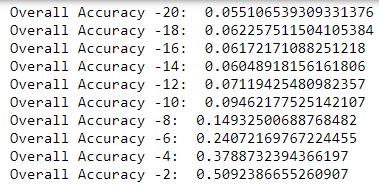 Overall Accuracy -20:  0.055106539309331376
Overall Accuracy -18:  0.062257511504105384
Overall Accuracy -16:  0.06172171088251218
Overall Accuracy -14:  0.06048918156161806
Overall Accuracy -12:  0.07119425480982357
Overall Accuracy -10:  0.09462177525142107
Overall Accuracy -8:  0.14932500688768482
Overall Accuracy -6:  0.24072169767224455
Overall Accuracy -4:  0.3788732394366197
Overall Accuracy -2:  0.5092386655260907